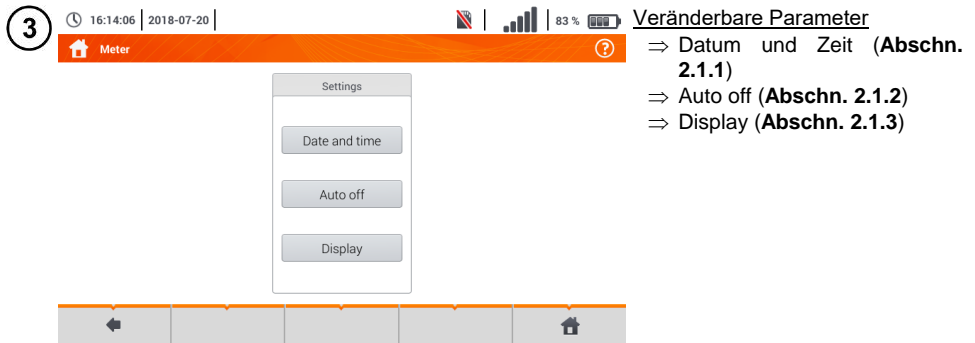 3
16:14:06 2018-07-20 83 %
Meter ?
Settings
Date and time
Auto off
Display
Veränderbare Parameter
⇒ Datum und Zeit (Abschn.
2.1.1)
⇒ Auto off (Abschn. 2.1.2)
⇒ Display (Abschn. 2.1.3)